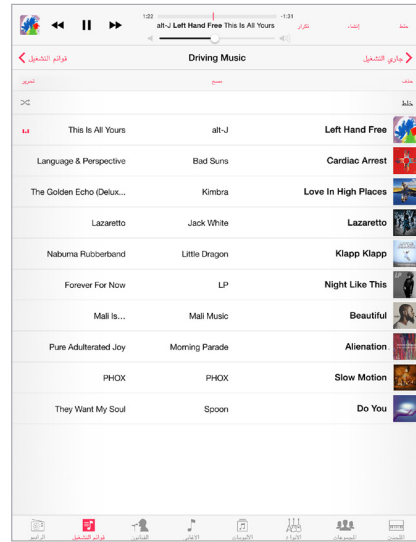 1:22
-1:31
alt-J Left Hand Free This Is All Yours
تكرار
إنشاء
خلط
جاري التشغيل
Driving Music
قوائم التشغيل
حذف
مسح
تحرير
خلط
Left Hand Free alt-J This Is All Yours
Cardiac Arrest Bad Suns Language & Perspective
Love In High Places Kimbra The Golden Echo (Delux...
Lazaretto Jack White Lazaretto
Klapp Klapp Little Dragon Nabuma Rubberband
Night Like This LP Forever For Now
Beautiful Mali Music Mali Is...
Alienation Morning Parade Pure Adulterated Joy
Slow Motion PHOX PHOX
Do You Spoon They Want My Soul
الراديو
قوائم التشغيل
الفنانون
الأغاني
الألبومات
الأنواع
المجموعات